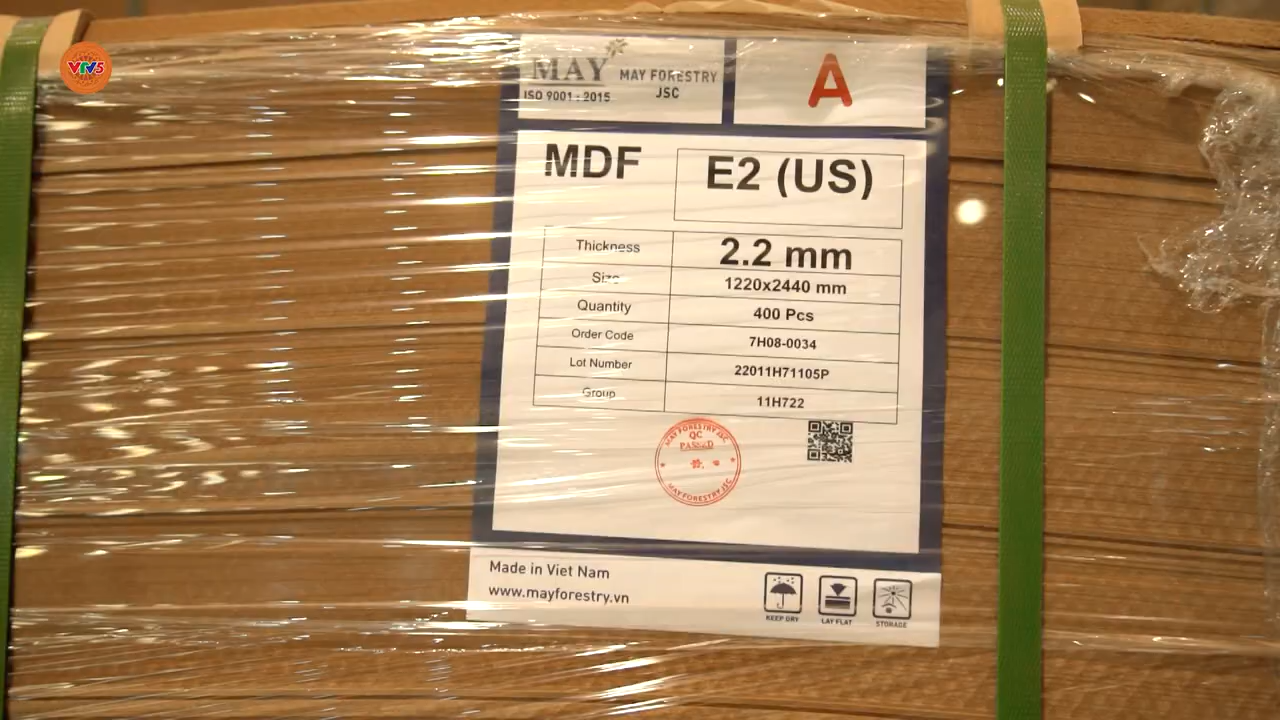 VTV5
MAY
MAY FORESTRY
JSC
ISO 9001 : 2015
A
MDF
E2 (US)
Thickness
2.2 mm
Size
1220x2440 mm
Quantity
400 Pcs
Order Code
7H08-0034
Lot Number
22011H71105P
Group
11H722
MAY FORESTRY JSC
QC
PASSED
MAY FORESTRY JSC
Made in Viet Nam
www.mayforestry.vn
KEEP DRY
LAY FLAT
STORAGE